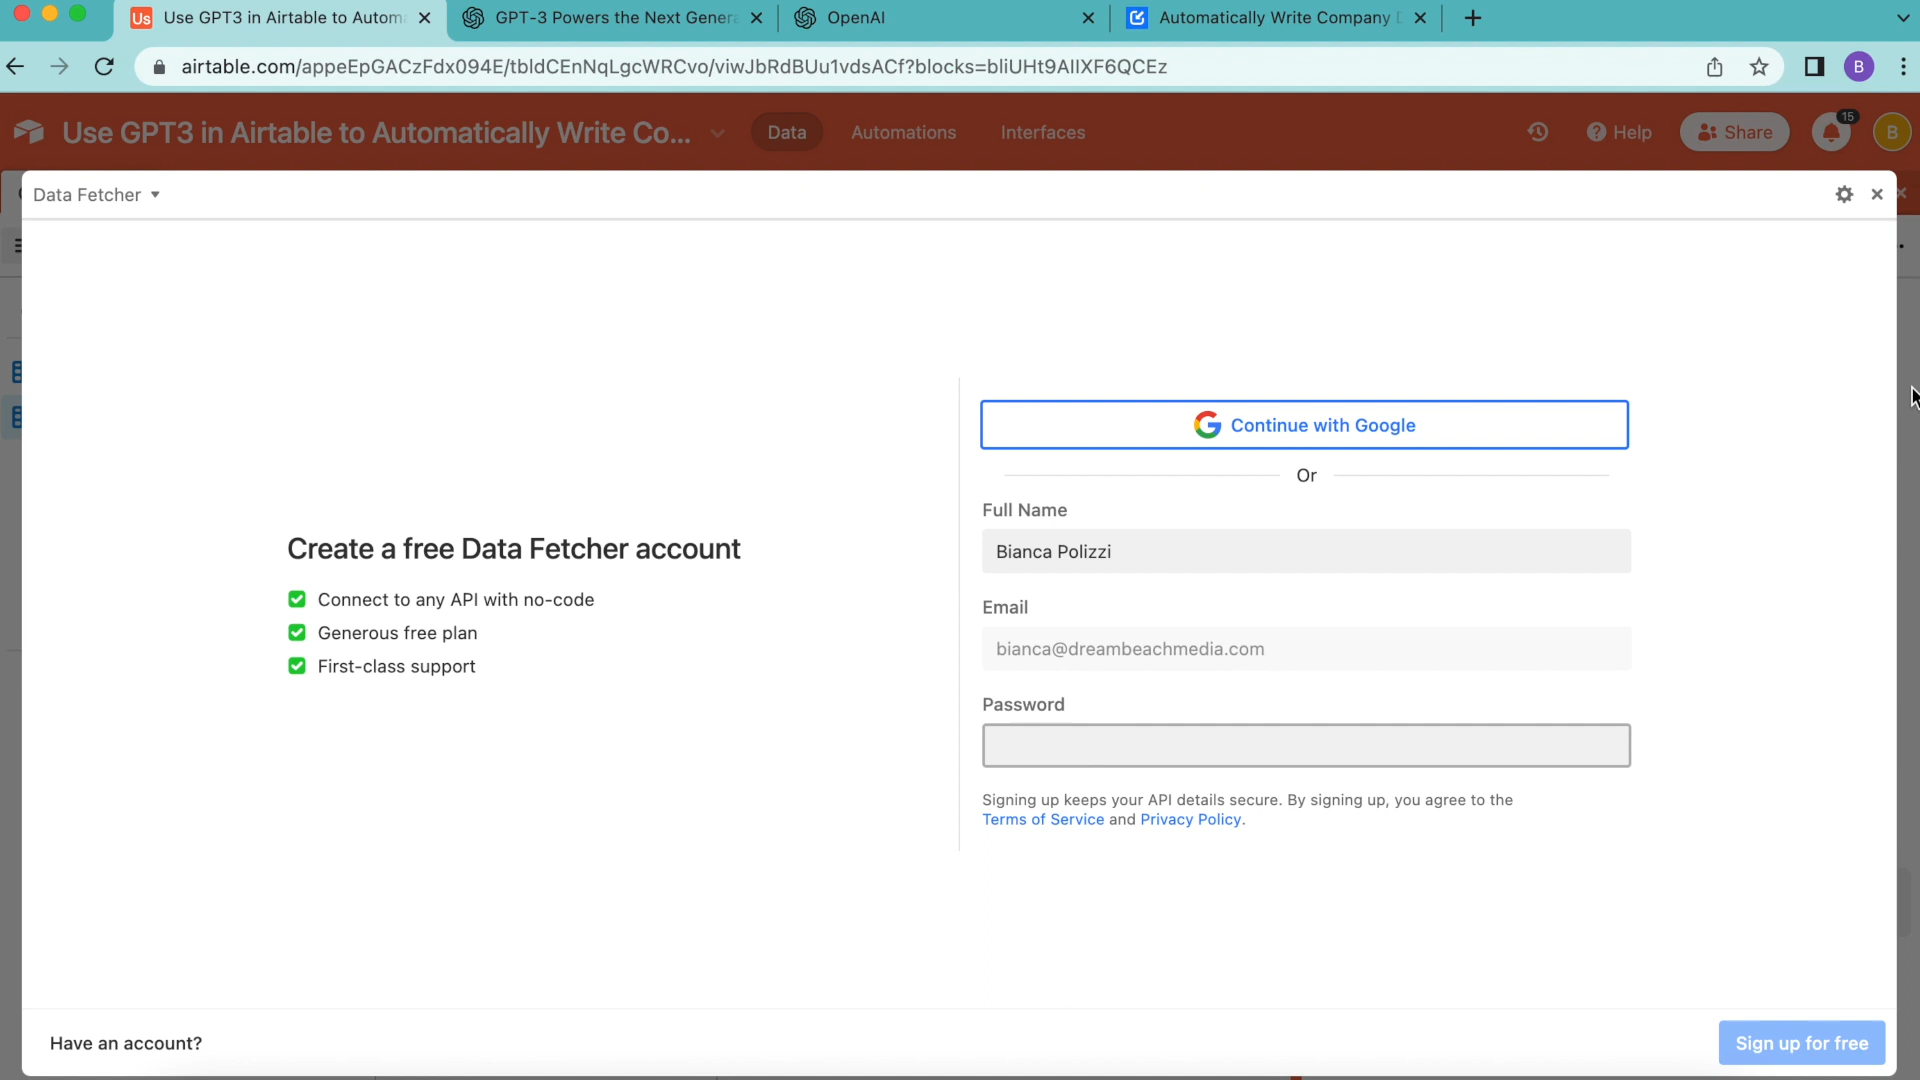 Us Use GPT3 in Airtable to Autom
GPT-3 Powers the Next Genera
OpenAI
Automatically Write Company D
airtable.com/appeEpGACzFdx094E/tbldCEnNqLgcWRCvo/viwJbRdBUu1vdsACf?blocks=bliUHt9AIIXF6QCEz
B
Use GPT3 in Airtable to Automatically Write Co...
Data
Automations
Interfaces
Help
Share
15
B
Data Fetcher
Continue with Google
Or
Full Name
Bianca Polizzi
Email
bianca@dreambeachmedia.com
Password
Signing up keeps your API details secure. By signing up, you agree to the
Terms of Service and Privacy Policy.
Create a free Data Fetcher account
Connect to any API with no-code
Generous free plan
First-class support
Have an account?
Sign up for free